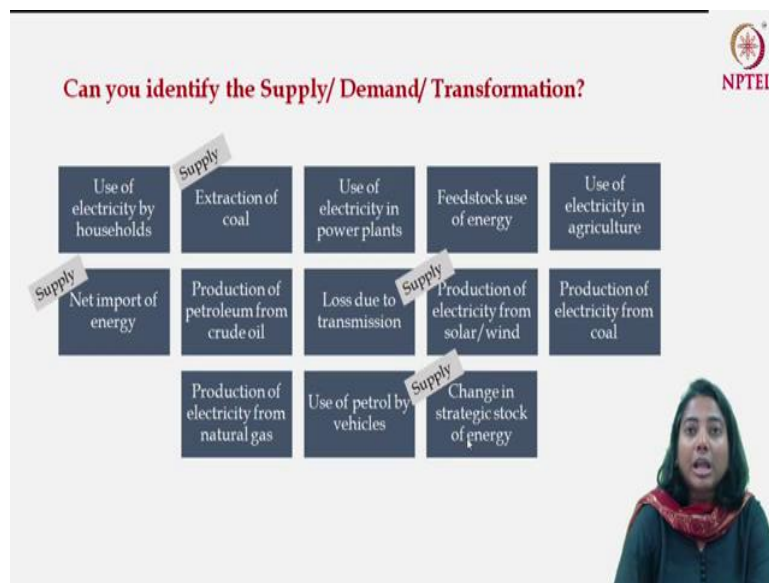 NPTEL
Can you identify the Supply/ Demand/ Transformation?
Use of
electricity by
households
Supply
Extraction of
coal
Use of
electricity in
power plants
Feedstock use
of energy
Use of
electricity in
agriculture
Supply
Net import of
energy
Production of
petroleum from
crude oil
Loss due to
transmission
Supply
Production of
electricity from
solar/wind
Production of
electricity from
coal
Production of
electricity from
natural gas
Use of petrol by
vehicles
Supply
Change in
strategic stock
of energy